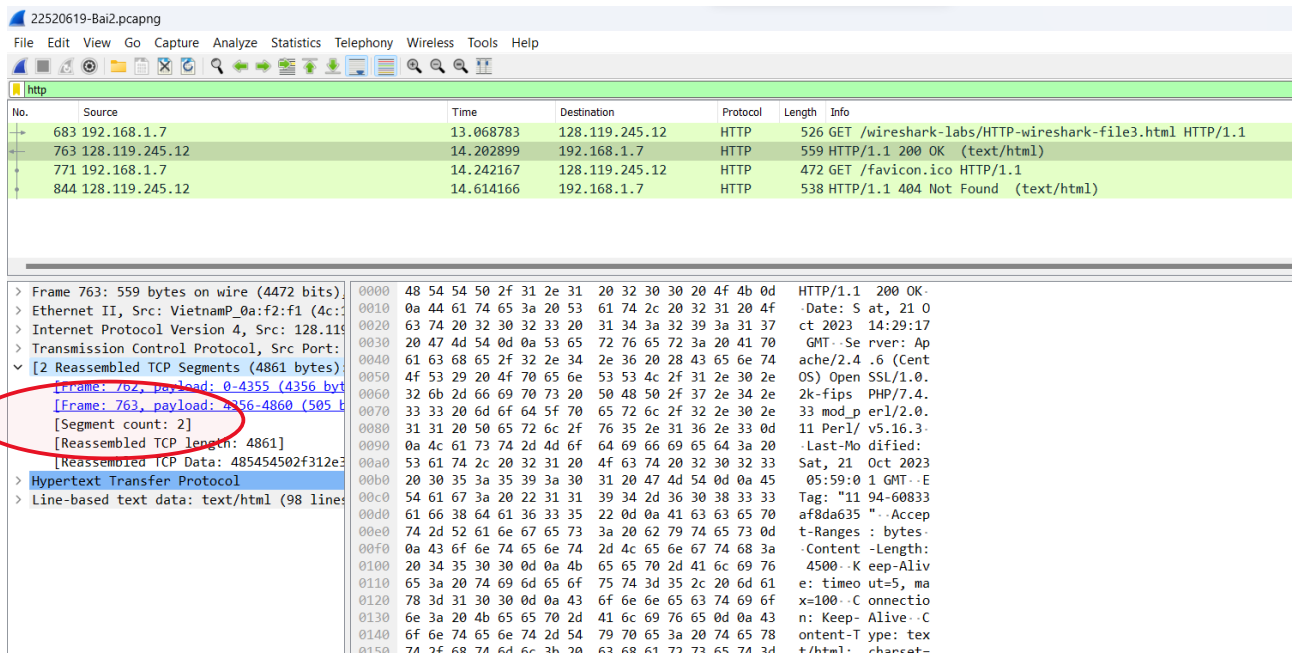 22520619-Bai2.pcapng
File Edit View Go Capture Analyze Statistics Telephony Wireless Tools Help
http
No. Source Time Destination Protocol Length Info
683 192.168.1.7 13.068783 128.119.245.12 HTTP 526 GET /wireshark-labs/HTTP-wireshark-file3.html HTTP/1.1
763 128.119.245.12 14.202899 192.168.1.7 HTTP 559 HTTP/1.1 200 OK (text/html)
771 192.168.1.7 14.242167 128.119.245.12 HTTP 472 GET /favicon.ico HTTP/1.1
844 128.119.245.12 14.614166 192.168.1.7 HTTP 538 HTTP/1.1 404 Not Found (text/html)
> Frame 763: 559 bytes on wire (4472 bits),
> Ethernet II, Src: VietnamP_0a:f2:f1 (4c:1
> Internet Protocol Version 4, Src: 128.119
> Transmission Control Protocol, Src Port:
[2 Reassembled TCP Segments (4861 bytes):
[Frame: 762, payload: 0-4355 (4356 byt
[Frame: 763, payload: 4356-4860 (505 b
[Segment count: 2]
[Reassembled TCP length: 4861]
[Reassembled TCP Data: 485454502f312e3
> Hypertext Transfer Protocol
> Line-based text data: text/html (98 lines
0000 48 54 54 50 2f 31 2e 31 20 32 30 30 20 4f 4b 0d HTTP/1.1 200 OK·
0010 0a 44 61 74 65 3a 20 53 61 74 2c 20 32 31 20 4f ·Date: S at, 21 O
0020 63 74 20 32 30 32 33 20 31 34 3a 32 39 3a 31 37 ct 2023 14:29:17
0030 20 47 4d 54 0d 0a 53 65 72 76 65 72 3a 20 41 70 GMT··Se rver: Ap
0040 61 63 68 65 2f 32 2e 34 2e 36 20 28 43 65 6e 74 ache/2.4 .6 (Cent
0050 4f 53 29 20 4f 70 65 6e 53 53 4c 2f 31 2e 30 2e OS) Open SSL/1.0.
0060 32 6b 2d 66 69 70 73 20 50 48 50 2f 37 2e 34 2e 2k-fips PHP/7.4.
0070 33 33 20 6d 6f 64 5f 70 65 72 6c 2f 32 2e 30 2e 33 mod_p erl/2.0.
0080 31 31 20 50 65 72 6c 2f 76 35 2e 31 36 2e 33 0d 11 Perl/ v5.16.3·
0090 0a 4c 61 73 74 2d 4d 6f 64 69 66 69 65 64 3a 20 ·Last-Mo dified:
00a0 53 61 74 2c 20 32 31 20 4f 63 74 20 32 30 32 33 Sat, 21 Oct 2023
00b0 20 30 35 3a 35 39 3a 30 31 20 47 4d 54 0d 0a 45 05:59:0 1 GMT··E
00c0 54 61 67 3a 20 22 31 31 39 34 2d 36 30 38 33 33 Tag: "11 94-60833
00d0 61 66 38 64 61 36 33 35 22 0d 0a 41 63 63 65 70 af8da635 "··Accep
00e0 74 2d 52 61 6e 67 65 73 3a 20 62 79 74 65 73 0d t-Ranges : bytes·
00f0 0a 43 6f 6e 74 65 6e 74 2d 4c 65 6e 67 74 68 3a ·Content -Length:
0100 20 34 35 30 30 0d 0a 4b 65 65 70 2d 41 6c 69 76 4500··K eep-Aliv
0110 65 3a 20 74 69 6d 65 6f 75 74 3d 35 2c 20 6d 61 e: timeo ut=5, ma
0120 78 3d 31 30 30 0d 0a 43 6f 6e 6e 65 63 74 69 6f x=100··C onnectio
0130 6e 3a 20 4b 65 65 70 2d 41 6c 69 76 65 0d 0a 43 n: Keep- Alive··C
0140 6f 6e 74 65 6e 74 2d 54 79 70 65 3a 20 74 65 78 ontent-T ype: tex
0150 74 2f 68 74 6d 6c 3b 20 63 68 61 72 73 65 74 3d t/html; charset=